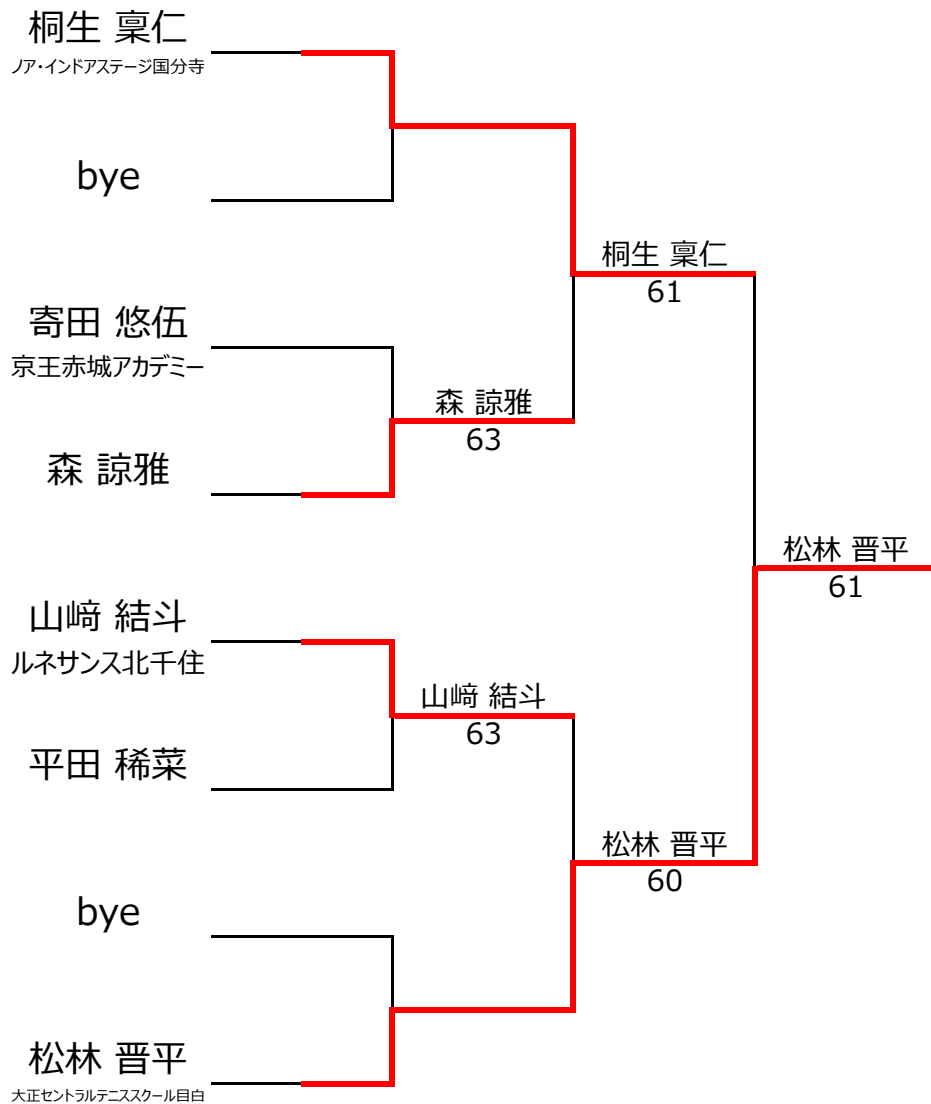 桐生 稟仁
ノア・インドアステージ国分寺
bye
桐生 稟仁
61
寄田 悠伍
京王赤城アカデミー
森 諒雅
63
森 諒雅
松林 晋平
61
山﨑 結斗
ルネサンス北千住
山﨑 結斗
63
平田 稀菜
松林 晋平
60
bye
松林 晋平
大正セントラルテニススクール目白